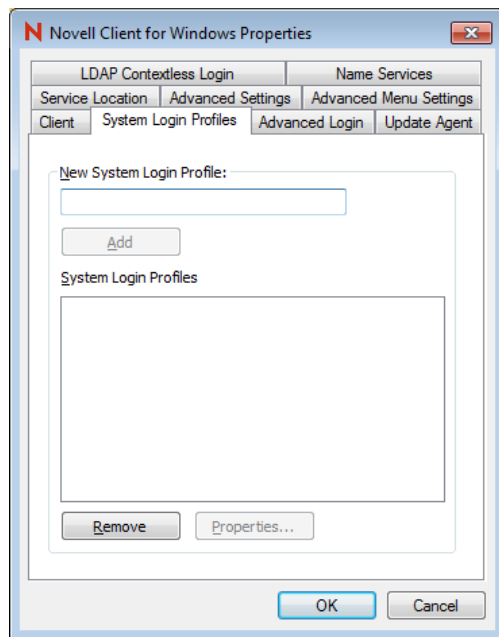 N Novell Client for Windows Properties
LDAP Contextless Login Name Services
Service Location Advanced Settings Advanced Menu Settings
Client System Login Profiles Advanced Login Update Agent
New System Login Profile:
Add
System Login Profiles
Remove Properties...
OK Cancel